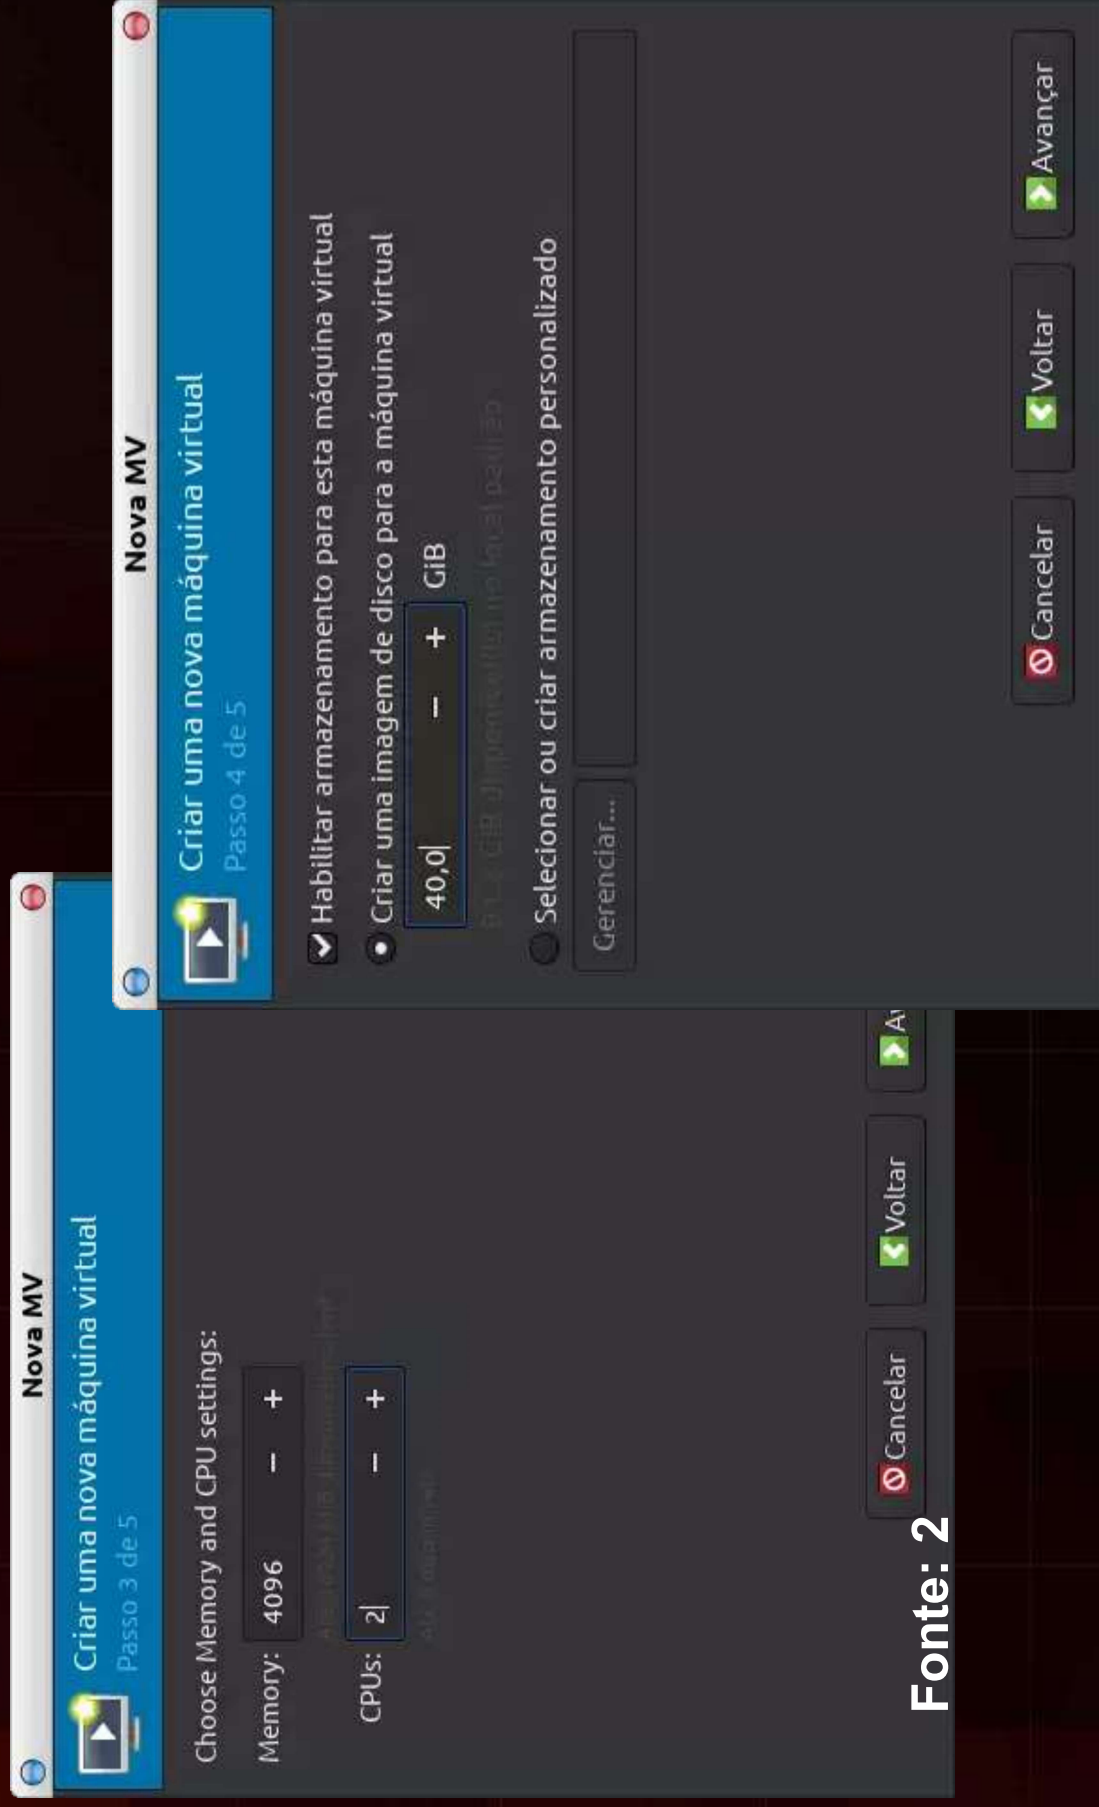 Nova MV
Criar uma nova máquina virtual
Passo 3 de 5
Choose Memory and CPU settings:
Memory: 4096 − +
CPUs: 2 − +
Cancelar Voltar
Nova MV
Criar uma nova máquina virtual
Passo 4 de 5
Habilitar armazenamento para esta máquina virtual
Criar uma imagem de disco para a máquina virtual
40,0 − + GiB
Selecionar ou criar armazenamento personalizado
Gerenciar...
Cancelar Voltar Avançar
Fonte: 2